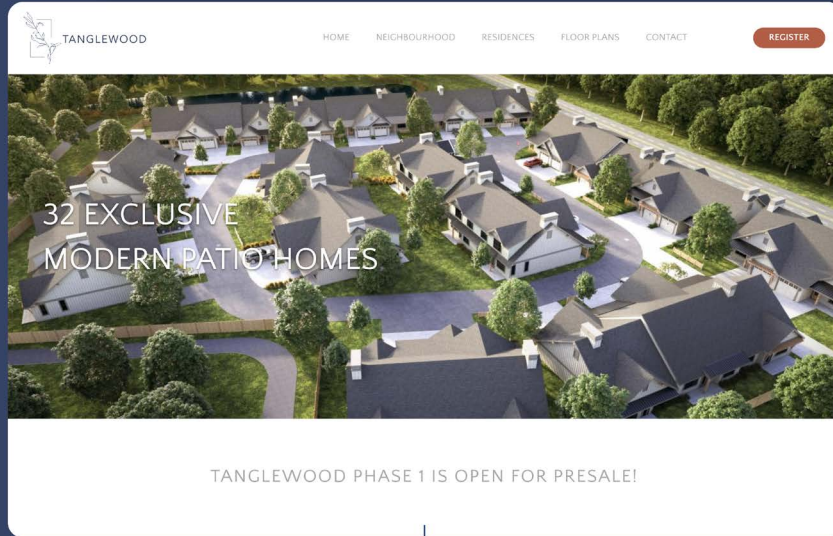 TANGLEWOOD
HOME
NEIGHBOURHOOD
RESIDENCES
FLOOR PLANS
CONTACT
REGISTER
32 EXCLUSIVE
MODERN PATIO HOMES
TANGLEWOOD PHASE 1 IS OPEN FOR PRESALE!